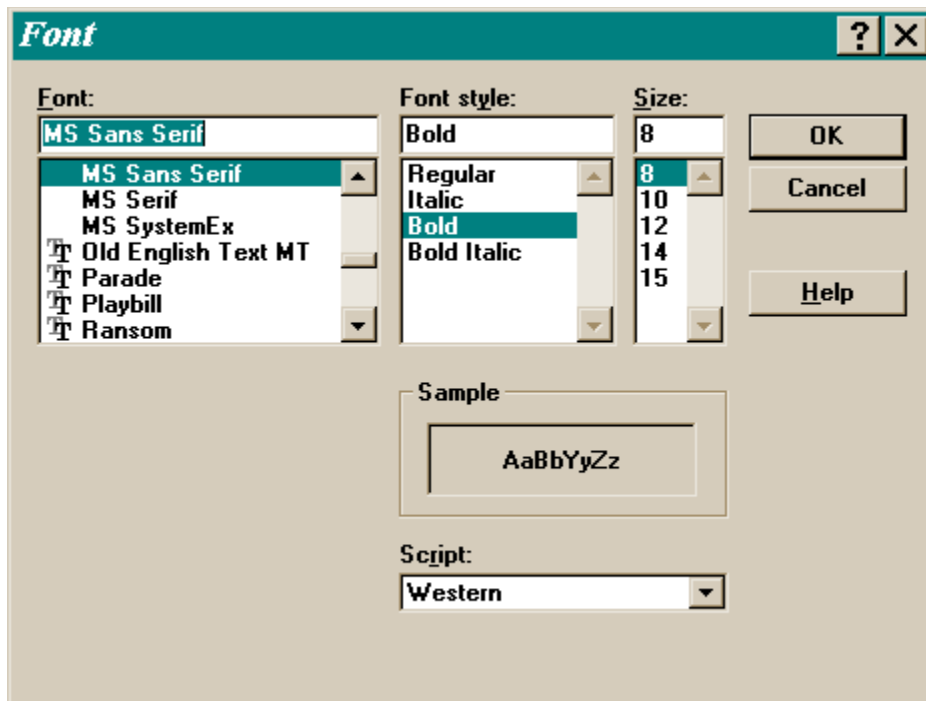 Font
? X
Font:
MS Sans Serif
MS Sans Serif
MS Serif
MS SystemEx
Old English Text MT
Parade
Playbill
Ransom
Font style:
Bold
Regular
Italic
Bold
Bold Italic
Size:
8
8
10
12
14
15
OK
Cancel
Help
Sample
AaBbYyZz
Script:
Western